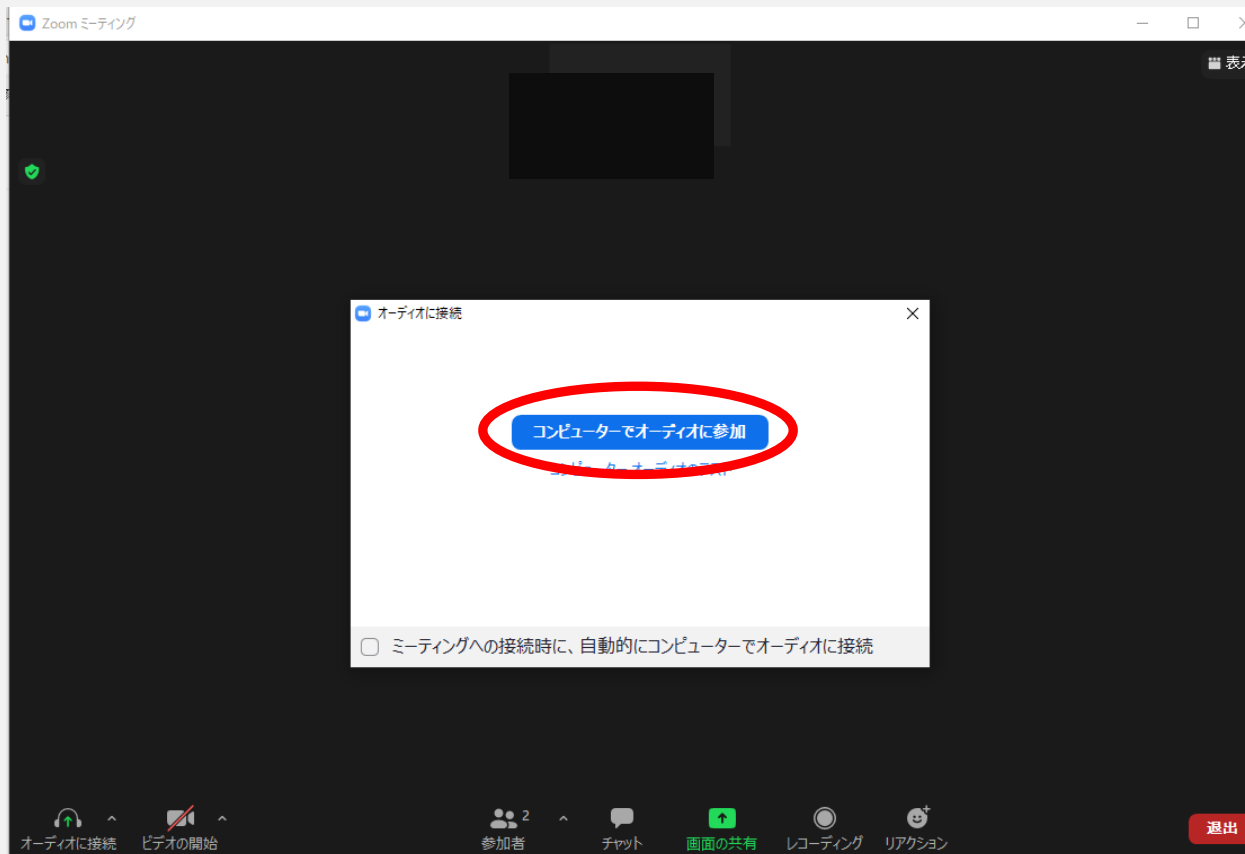 Zoom ミーティング
表示
オーディオに接続
コンピューターでオーディオに参加
ミーティングへの接続時に、自動的にコンピューターでオーディオに接続
2
オーディオに接続 ビデオの開始 参加者 チャット 画面の共有 レコーディング リアクション 退出